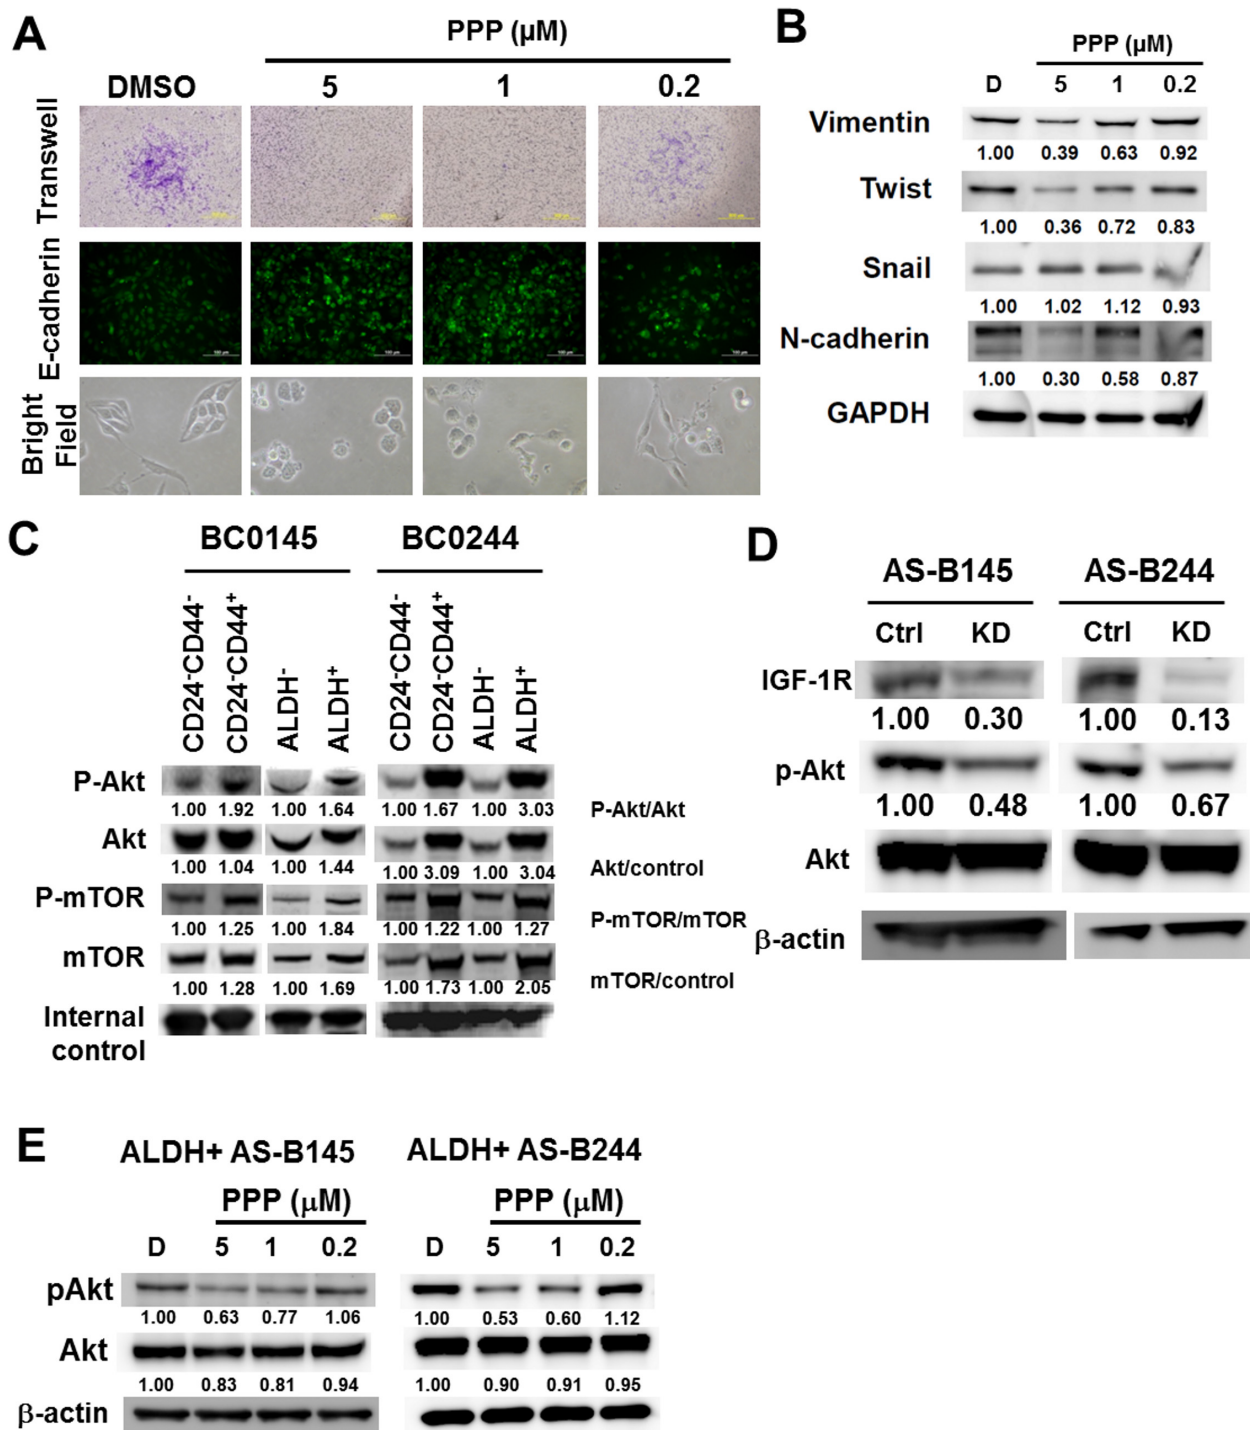 A
PPP (µM)
DMSO 5 1 0.2
Transwell
E-cadherin
Bright
Field
B
PPP (µM)
D 5 1 0.2
Vimentin
1.00 0.39 0.63 0.92
Twist
1.00 0.36 0.72 0.83
Snail
1.00 1.02 1.12 0.93
N-cadherin
1.00 0.30 0.58 0.87
GAPDH
C
BC0145 BC0244
CD24-CD44- CD24-CD44+ ALDH- ALDH+ CD24-CD44- CD24-CD44+ ALDH- ALDH+
P-Akt
1.00 1.92 1.00 1.64 1.00 1.67 1.00 3.03 P-Akt/Akt
Akt
1.00 1.04 1.00 1.44 1.00 3.09 1.00 3.04 Akt/control
P-mTOR
1.00 1.25 1.00 1.84 1.00 1.22 1.00 1.27 P-mTOR/mTOR
mTOR
1.00 1.28 1.00 1.69 1.00 1.73 1.00 2.05 mTOR/control
Internal
control
D
AS-B145 AS-B244
Ctrl KD Ctrl KD
IGF-1R
1.00 0.30 1.00 0.13
p-Akt
1.00 0.48 1.00 0.67
Akt
β-actin
E
ALDH+ AS-B145 ALDH+ AS-B244
PPP (µM) PPP (µM)
D 5 1 0.2 D 5 1 0.2
pAkt
1.00 0.63 0.77 1.06 1.00 0.53 0.60 1.12
Akt
1.00 0.83 0.81 0.94 1.00 0.90 0.91 0.95
β-actin